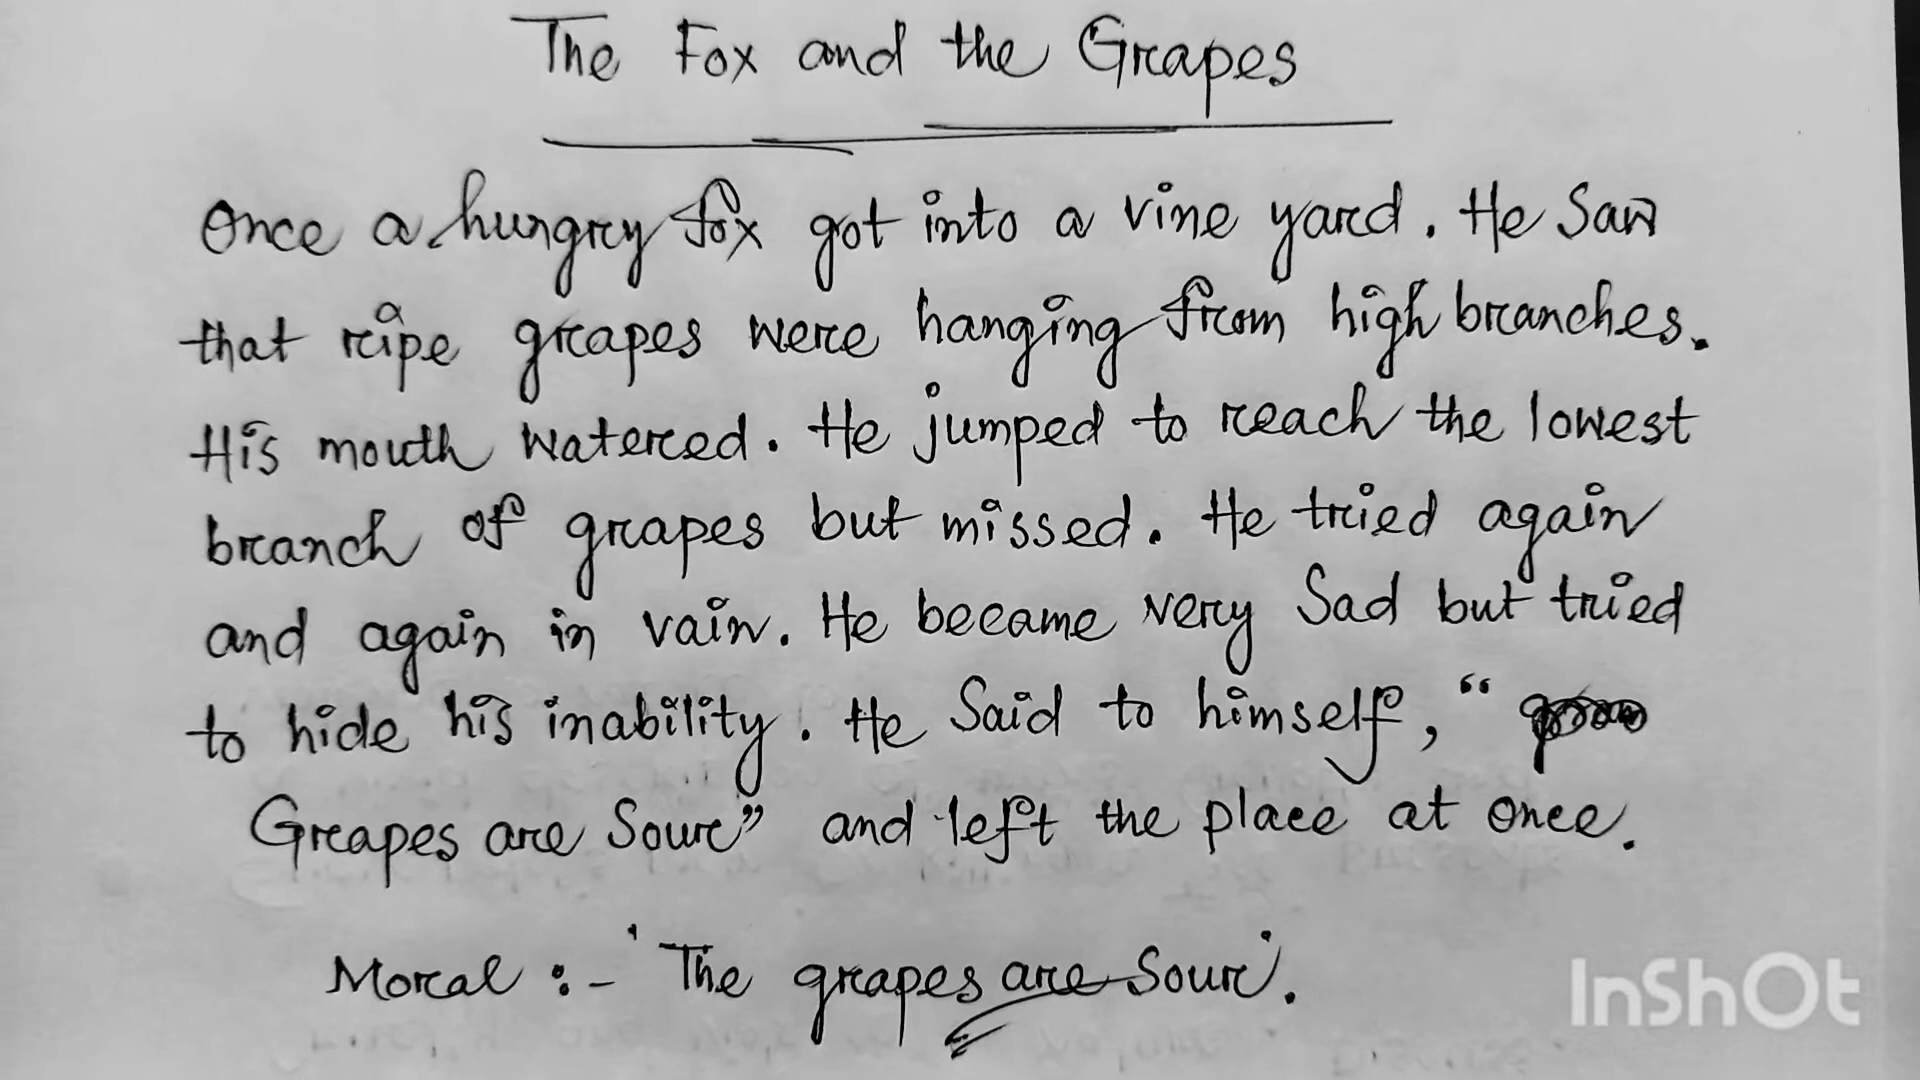 The Fox and the Grapes
Once a hungry fox got into a vine yard. He Saw
that ripe grapes were hanging from high branches.
His mouth watered. He jumped to reach the lowest
branch of grapes but missed. He tried again
and again in vain. He became very Sad but tried
to hide his inability. He Said to himself, "
Grapes are Sour" and left the place at once.
Moral :- 'The grapes are Sour'.
InShOt